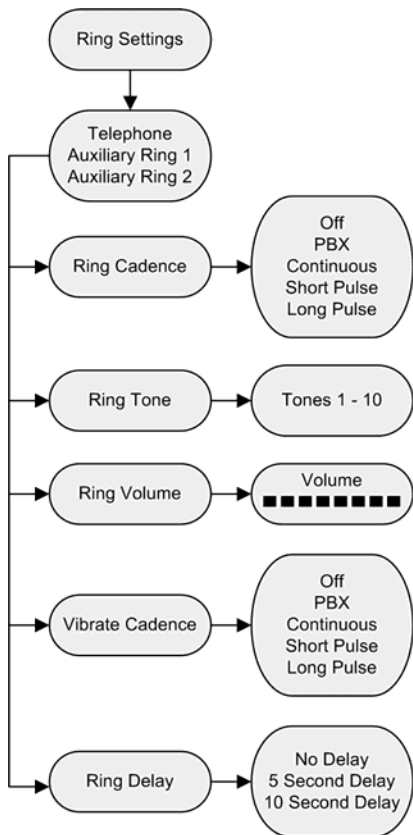 Ring Settings
Telephone
Auxiliary Ring 1
Auxiliary Ring 2
Ring Cadence
Off
PBX
Continuous
Short Pulse
Long Pulse
Ring Tone
Tones 1 - 10
Ring Volume
Volume
Vibrate Cadence
Off
PBX
Continuous
Short Pulse
Long Pulse
Ring Delay
No Delay
5 Second Delay
10 Second Delay